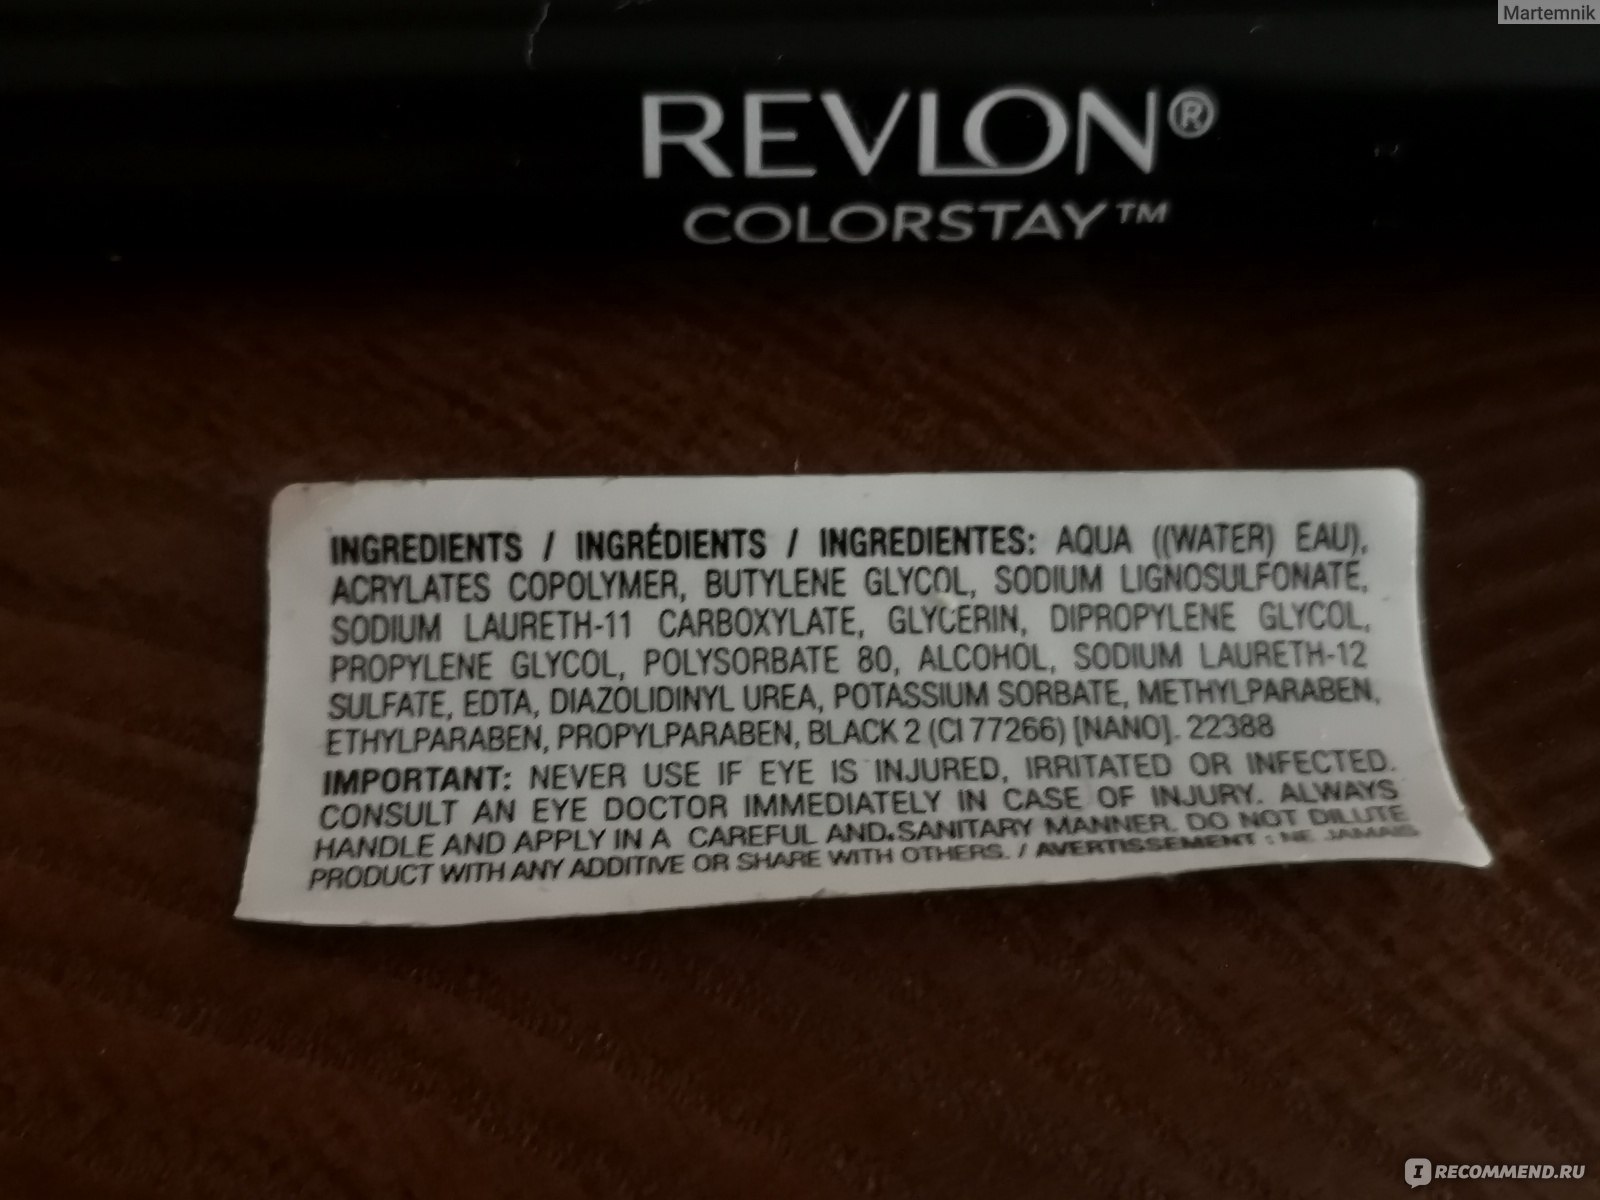 Martemnik
REVLON®
COLORSTAY™
INGREDIENTS / INGRÉDIENTS / INGREDIENTES: AQUA ((WATER) EAU),
ACRYLATES COPOLYMER, BUTYLENE GLYCOL, SODIUM LIGNOSULFONATE,
SODIUM LAURETH-11 CARBOXYLATE, GLYCERIN, DIPROPYLENE GLYCOL,
PROPYLENE GLYCOL, POLYSORBATE 80, ALCOHOL, SODIUM LAURETH-12
SULFATE, EDTA, DIAZOLIDINYL UREA, POTASSIUM SORBATE, METHYLPARABEN,
ETHYLPARABEN, PROPYLPARABEN, BLACK 2 (CI 77266) [NANO]. 22388
IMPORTANT: NEVER USE IF EYE IS INJURED, IRRITATED OR INFECTED.
CONSULT AN EYE DOCTOR IMMEDIATELY IN CASE OF INJURY. ALWAYS
HANDLE AND APPLY IN A CAREFUL AND SANITARY MANNER. DO NOT DILUTE
PRODUCT WITH ANY ADDITIVE OR SHARE WITH OTHERS. / AVERTISSEMENT : NE JAMAIS
IRECOMMEND.RU